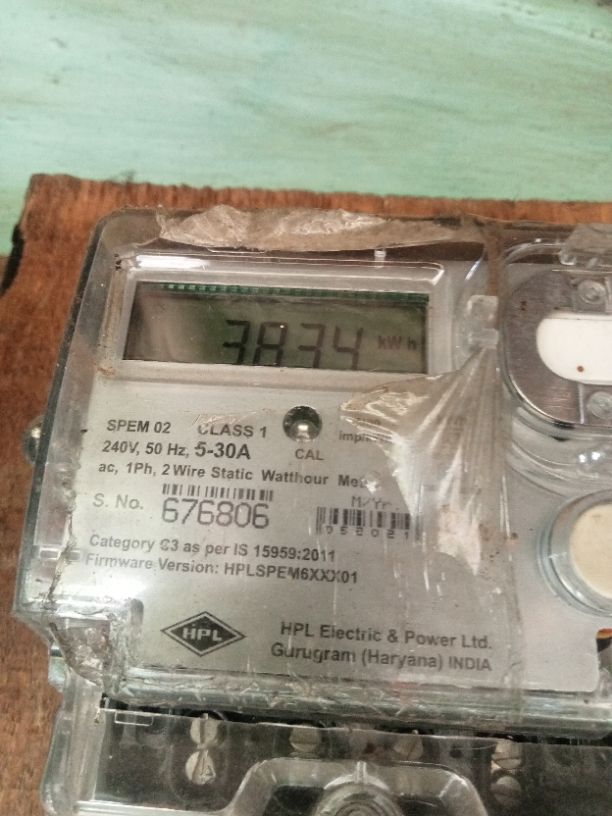 3834 kWh
SPEM 02 CLASS 1
240V, 50 Hz, 5-30A
CAL
ac, 1Ph, 2 Wire Static Watthour
S. No. 676806 M/Yr
Category C3 as per IS 15959:2011
Firmware Version: HPLSPEM6XXX01
HPL
HPL Electric & Power Ltd.
Gurugram (Haryana) INDIA